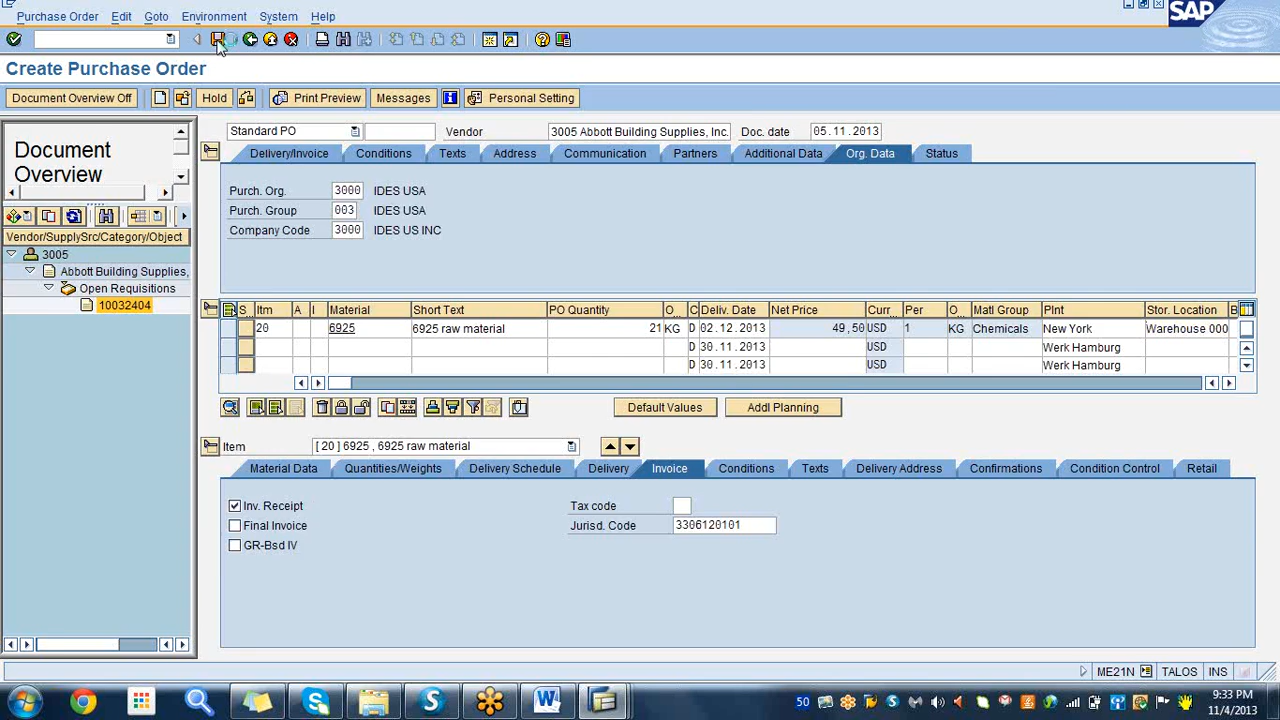 Purchase Order Edit Goto Environment System Help
SAP
Create Purchase Order
Document Overview Off Hold Print Preview Messages Personal Setting
Document
Overview
Vendor/SupplySrc/Category/Object
3005
Abbott Building Supplies,
Open Requisitions
10032404
Standard PO Vendor 3005 Abbott Building Supplies, Inc. Doc. date 05.11.2013
Delivery/Invoice Conditions Texts Address Communication Partners Additional Data Org. Data Status
Purch. Org. 3000 IDES USA
Purch. Group 003 IDES USA
Company Code 3000 IDES US INC
S... Itm A I Material Short Text PO Quantity O... C Deliv. Date Net Price Curr... Per O... Matl Group Plnt Stor. Location B
20 6925 6925 raw material 21 KG D 02.12.2013 49,50 USD 1 KG Chemicals New York Warehouse 000
D 30.11.2013 USD Werk Hamburg
D 30.11.2013 USD Werk Hamburg
Default Values Addl Planning
Item [ 20 ] 6925 , 6925 raw material
Material Data Quantities/Weights Delivery Schedule Delivery Invoice Conditions Texts Delivery Address Confirmations Condition Control Retail
Inv. Receipt Tax code
Final Invoice Jurisd. Code 3306120101
GR-Bsd IV
ME21N TALOS INS
50 9:33 PM
11/4/2013